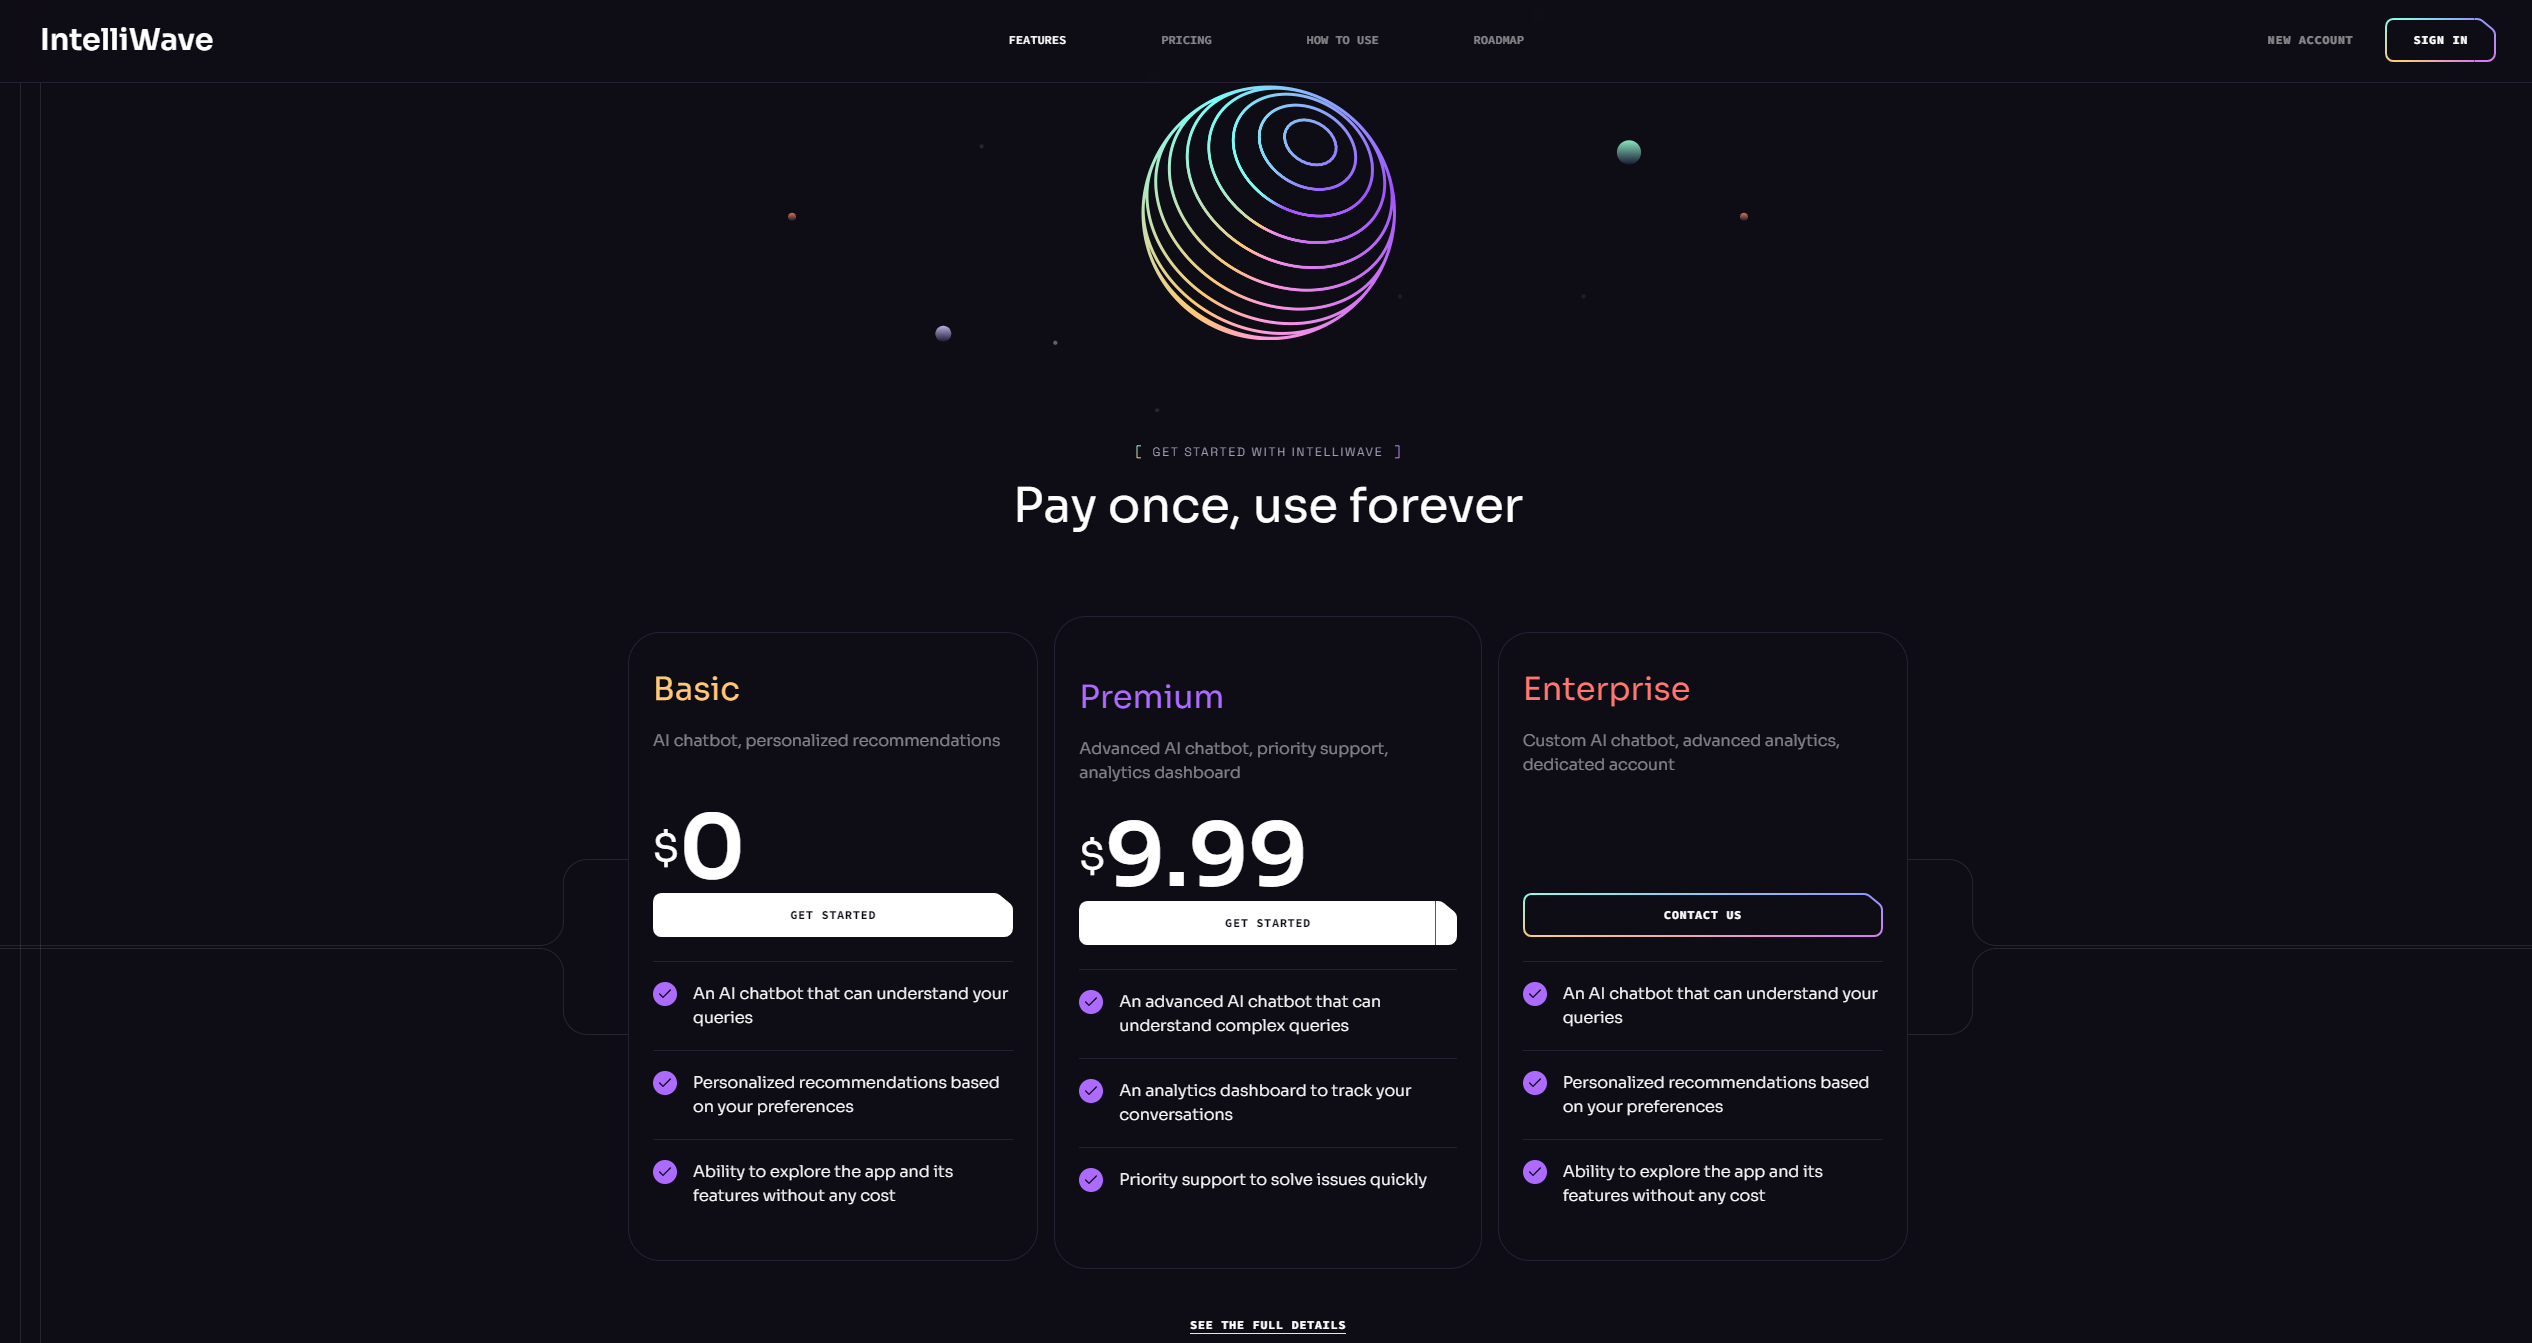 IntelliWave
FEATURES
PRICING
HOW TO USE
ROADMAP
NEW ACCOUNT
SIGN IN
[ GET STARTED WITH INTELLIWAVE ]
Pay once, use forever
Basic
AI chatbot, personalized recommendations
$0
GET STARTED
An AI chatbot that can understand your
queries
Personalized recommendations based
on your preferences
Ability to explore the app and its
features without any cost
Premium
Advanced AI chatbot, priority support,
analytics dashboard
$9.99
GET STARTED
An advanced AI chatbot that can
understand complex queries
An analytics dashboard to track your
conversations
Priority support to solve issues quickly
Enterprise
Custom AI chatbot, advanced analytics,
dedicated account
CONTACT US
An AI chatbot that can understand your
queries
Personalized recommendations based
on your preferences
Ability to explore the app and its
features without any cost
SEE THE FULL DETAILS